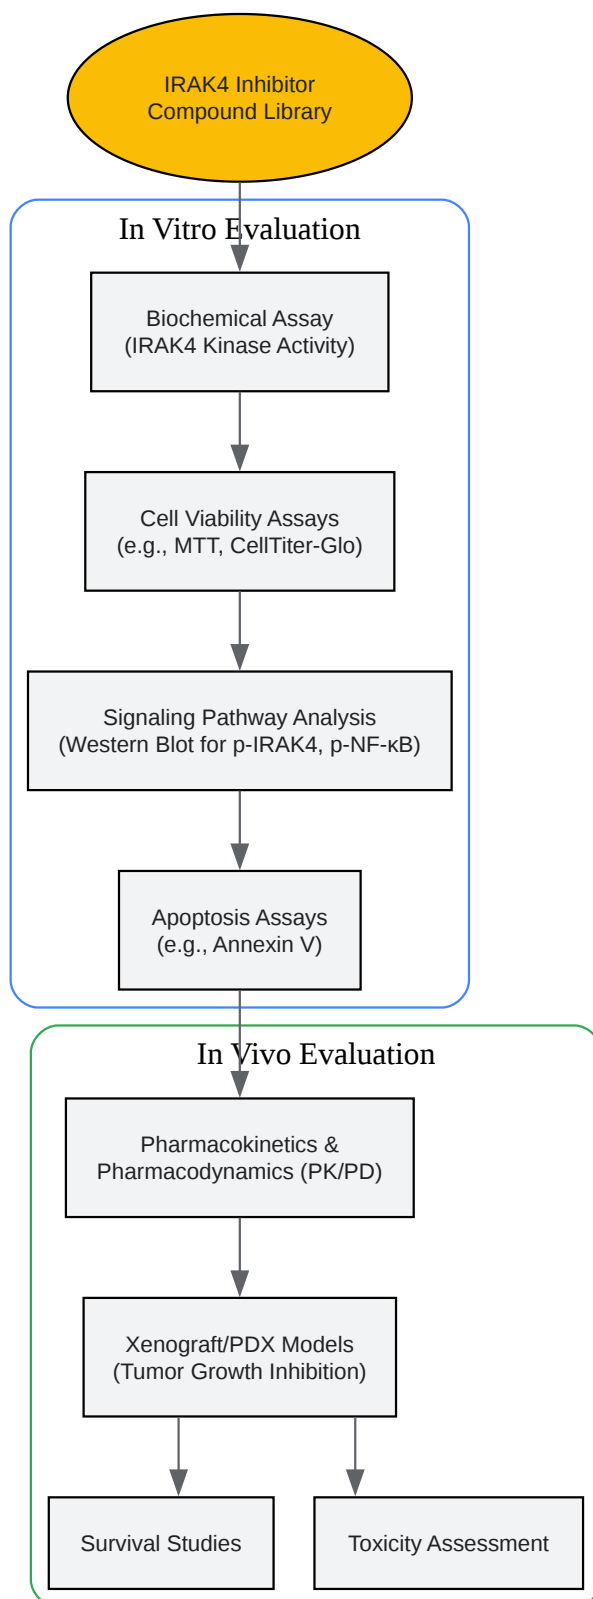 IRAK4 Inhibitor
Compound Library
In Vitro Evaluation
Biochemical Assay
(IRAK4 Kinase Activity)
Cell Viability Assays
(e.g., MTT, CellTiter-Glo)
Signaling Pathway Analysis
(Western Blot for p-IRAK4, p-NF-κB)
Apoptosis Assays
(e.g., Annexin V)
In Vivo Evaluation
Pharmacokinetics &
Pharmacodynamics (PK/PD)
Xenograft/PDX Models
(Tumor Growth Inhibition)
Survival Studies
Toxicity Assessment